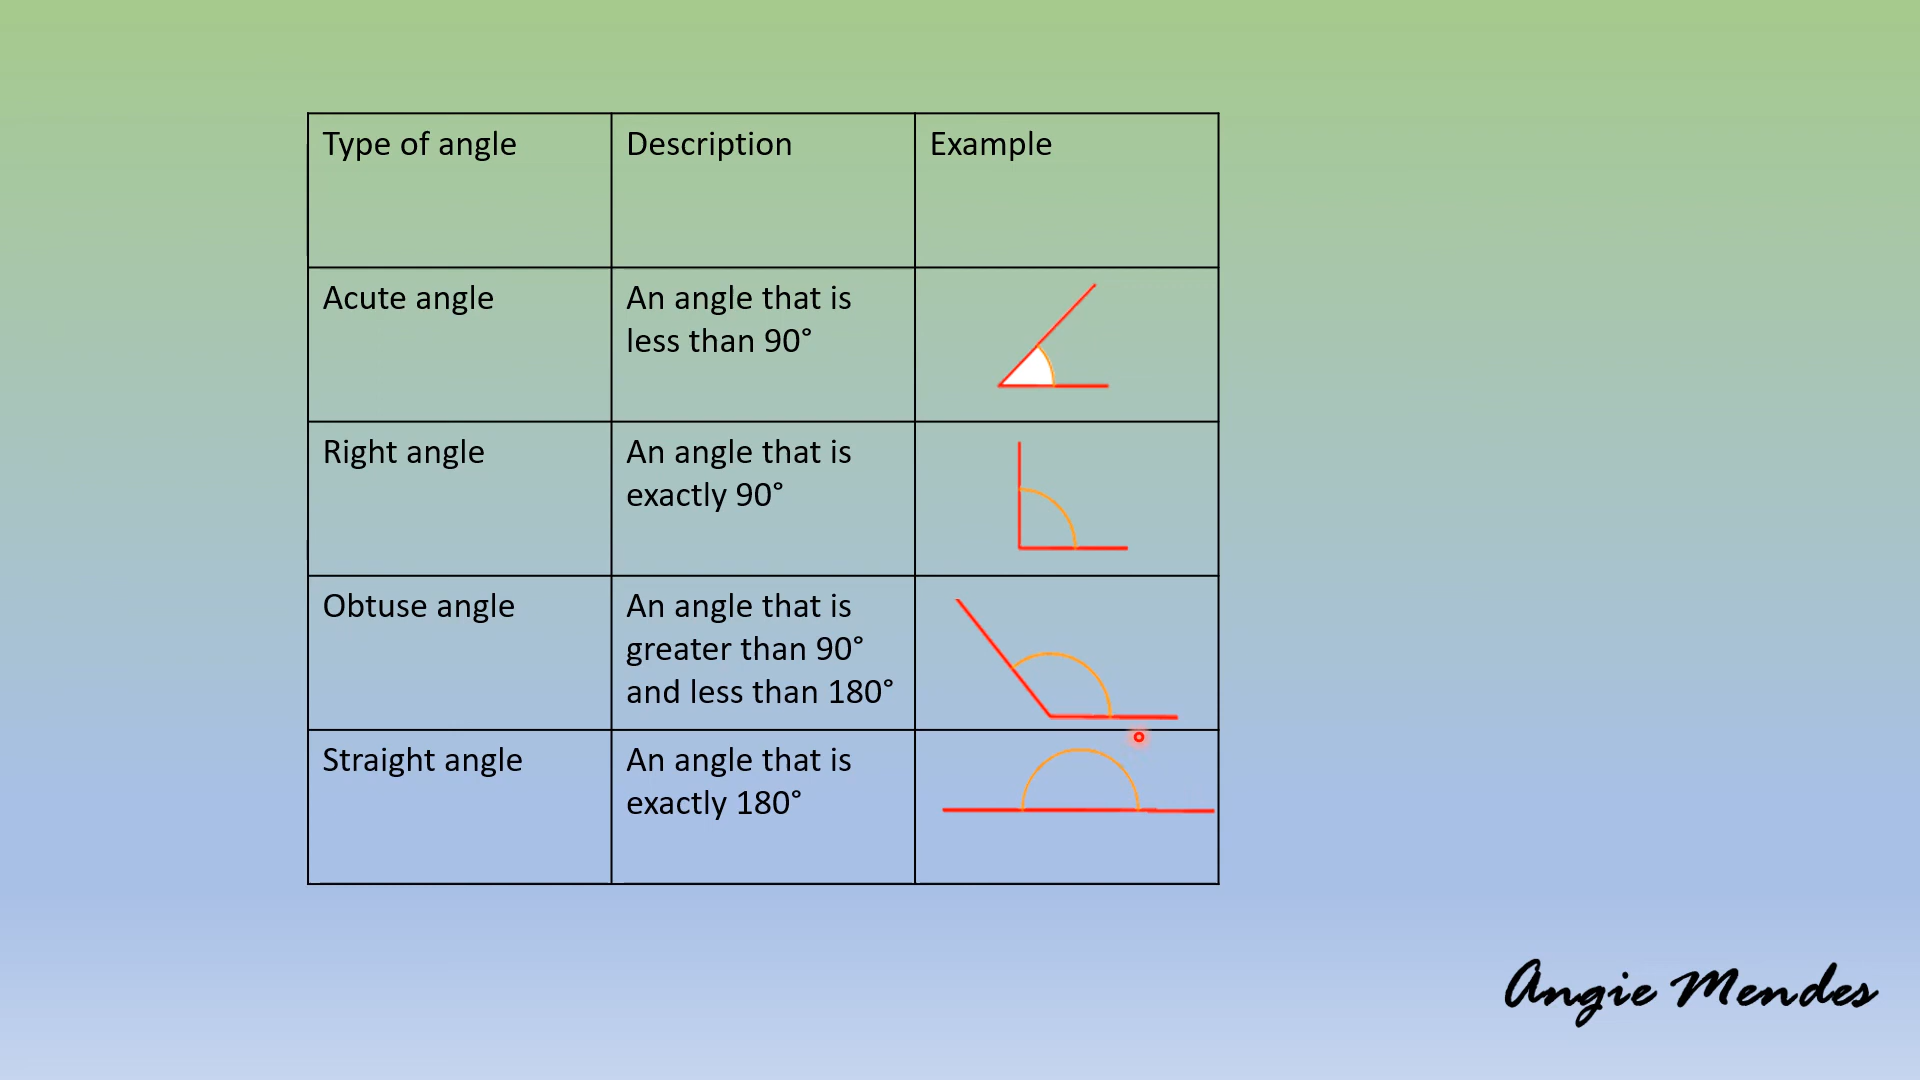 Type of angle
Description
Example
Acute angle
An angle that is
less than 90°
Right angle
An angle that is
exactly 90°
Obtuse angle
An angle that is
greater than 90°
and less than 180°
Straight angle
An angle that is
exactly 180°
Angie Mendes